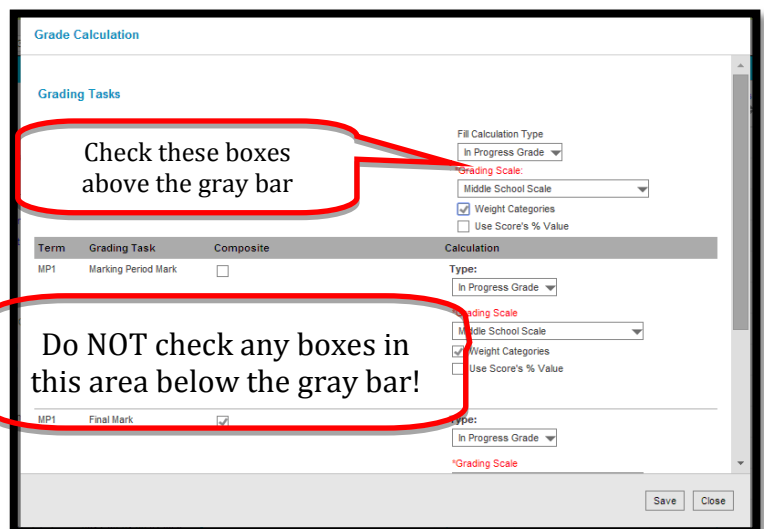 Grade Calculation
Grading Tasks
Check these boxes
above the gray bar
Fill Calculation Type
In Progress Grade
*Grading Scale:
Middle School Scale
Weight Categories
Use Score's % Value
Term Grading Task Composite Calculation
MP1 Marking Period Mark Type:
In Progress Grade
*Grading Scale
Middle School Scale
Weight Categories
Use Score's % Value
Do NOT check any boxes in
this area below the gray bar!
MP1 Final Mark Type:
In Progress Grade
*Grading Scale
Save Close